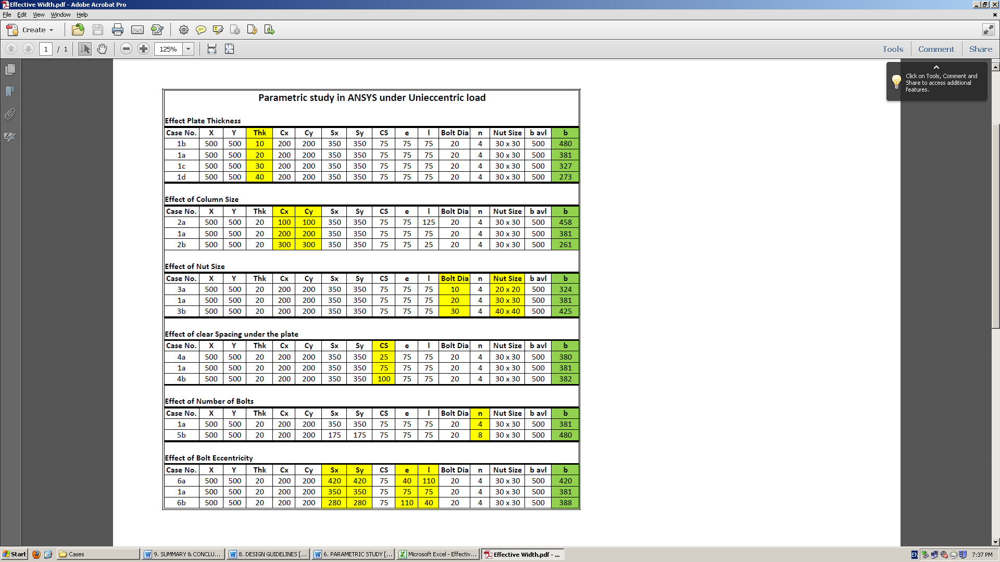 Effective Width.pdf - Adobe Acrobat Pro
File Edit View Window Help
Create
1 / 1 125% Tools Comment Share
Click on Tools, Comment and
Share to access additional
features.
Parametric study in ANSYS under Unieccentric load
Effect Plate Thickness
Case No. X Y Thk Cx Cy Sx Sy CS e l Bolt Dia n Nut Size b avl b
1b 500 500 10 200 200 350 350 75 75 75 20 4 30 x 30 500 480
1a 500 500 20 200 200 350 350 75 75 75 20 4 30 x 30 500 381
1c 500 500 30 200 200 350 350 75 75 75 20 4 30 x 30 500 327
1d 500 500 40 200 200 350 350 75 75 75 20 4 30 x 30 500 273
Effect of Column Size
Case No. X Y Thk Cx Cy Sx Sy CS e l Bolt Dia n Nut Size b avl b
2a 500 500 20 100 100 350 350 75 75 125 20 4 30 x 30 500 458
1a 500 500 20 200 200 350 350 75 75 75 20 4 30 x 30 500 381
2b 500 500 20 300 300 350 350 75 75 25 20 4 30 x 30 500 261
Effect of Nut Size
Case No. X Y Thk Cx Cy Sx Sy CS e l Bolt Dia n Nut Size b avl b
3a 500 500 20 200 200 350 350 75 75 75 10 4 20 x 20 500 324
1a 500 500 20 200 200 350 350 75 75 75 20 4 30 x 30 500 381
3b 500 500 20 200 200 350 350 75 75 75 30 4 40 x 40 500 425
Effect of clear Spacing under the plate
Case No. X Y Thk Cx Cy Sx Sy CS e l Bolt Dia n Nut Size b avl b
4a 500 500 20 200 200 350 350 25 75 75 20 4 30 x 30 500 380
1a 500 500 20 200 200 350 350 75 75 75 20 4 30 x 30 500 381
4b 500 500 20 200 200 350 350 100 75 75 20 4 30 x 30 500 382
Effect of Number of Bolts
Case No. X Y Thk Cx Cy Sx Sy CS e l Bolt Dia n Nut Size b avl b
1a 500 500 20 200 200 350 350 75 75 75 20 4 30 x 30 500 381
5b 500 500 20 200 200 175 175 75 75 75 20 8 30 x 30 500 480
Effect of Bolt Eccentricity
Case No. X Y Thk Cx Cy Sx Sy CS e l Bolt Dia n Nut Size b avl b
6a 500 500 20 200 200 420 420 75 40 110 20 4 30 x 30 500 420
1a 500 500 20 200 200 350 350 75 75 75 20 4 30 x 30 500 381
6b 500 500 20 200 200 280 280 75 110 40 20 4 30 x 30 500 388
Start Cases 9. SUMMARY & CONCLU... 8. DESIGN GUIDELINES [... 6. PARAMETRIC STUDY [... Microsoft Excel - Effectiv... Effective Width.pdf - ... EN 7:37 PM